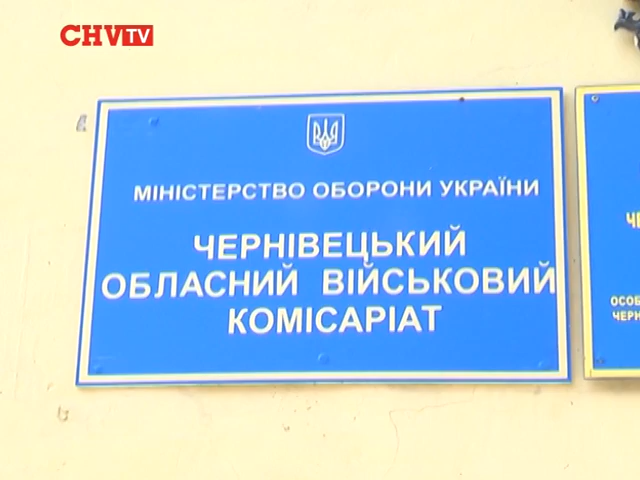 CHVTV
МІНІСТЕРСТВО ОБОРОНИ УКРАЇНИ
ЧЕРНІВЕЦЬКИЙ
ОБЛАСНИЙ ВІЙСЬКОВИЙ
КОМІСАРІАТ